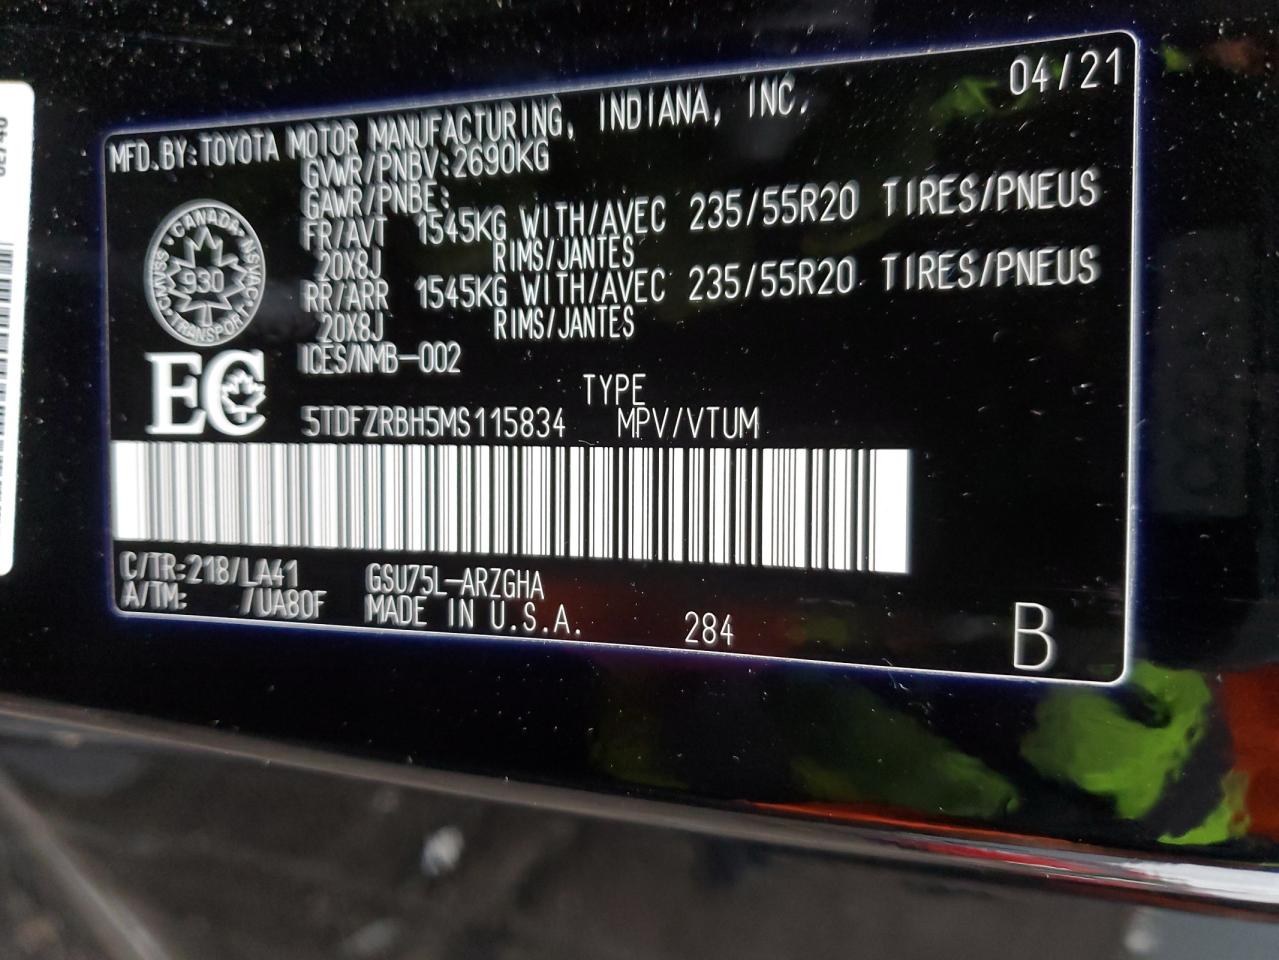 04/21
MFD.BY:TOYOTA MOTOR MANUFACTURING, INDIANA, INC.
GVWR/PNBV:2690KG
GAWR/PNBE:
FR/AVT 1545KG WITH/AVEC 235/55R20 TIRES/PNEUS
20X8J RIMS/JANTES
RR/ARR 1545KG WITH/AVEC 235/55R20 TIRES/PNEUS
20X8J RIMS/JANTES
ICES/NMB-002
CANADA
930
TRANSPORT
EC
TYPE
5TDFZRBH5MS115834 MPV/VTUM
C/TR:218/LA41 GSU75L-ARZGHA
A/TM: /UA80F MADE IN U.S.A. 284 B